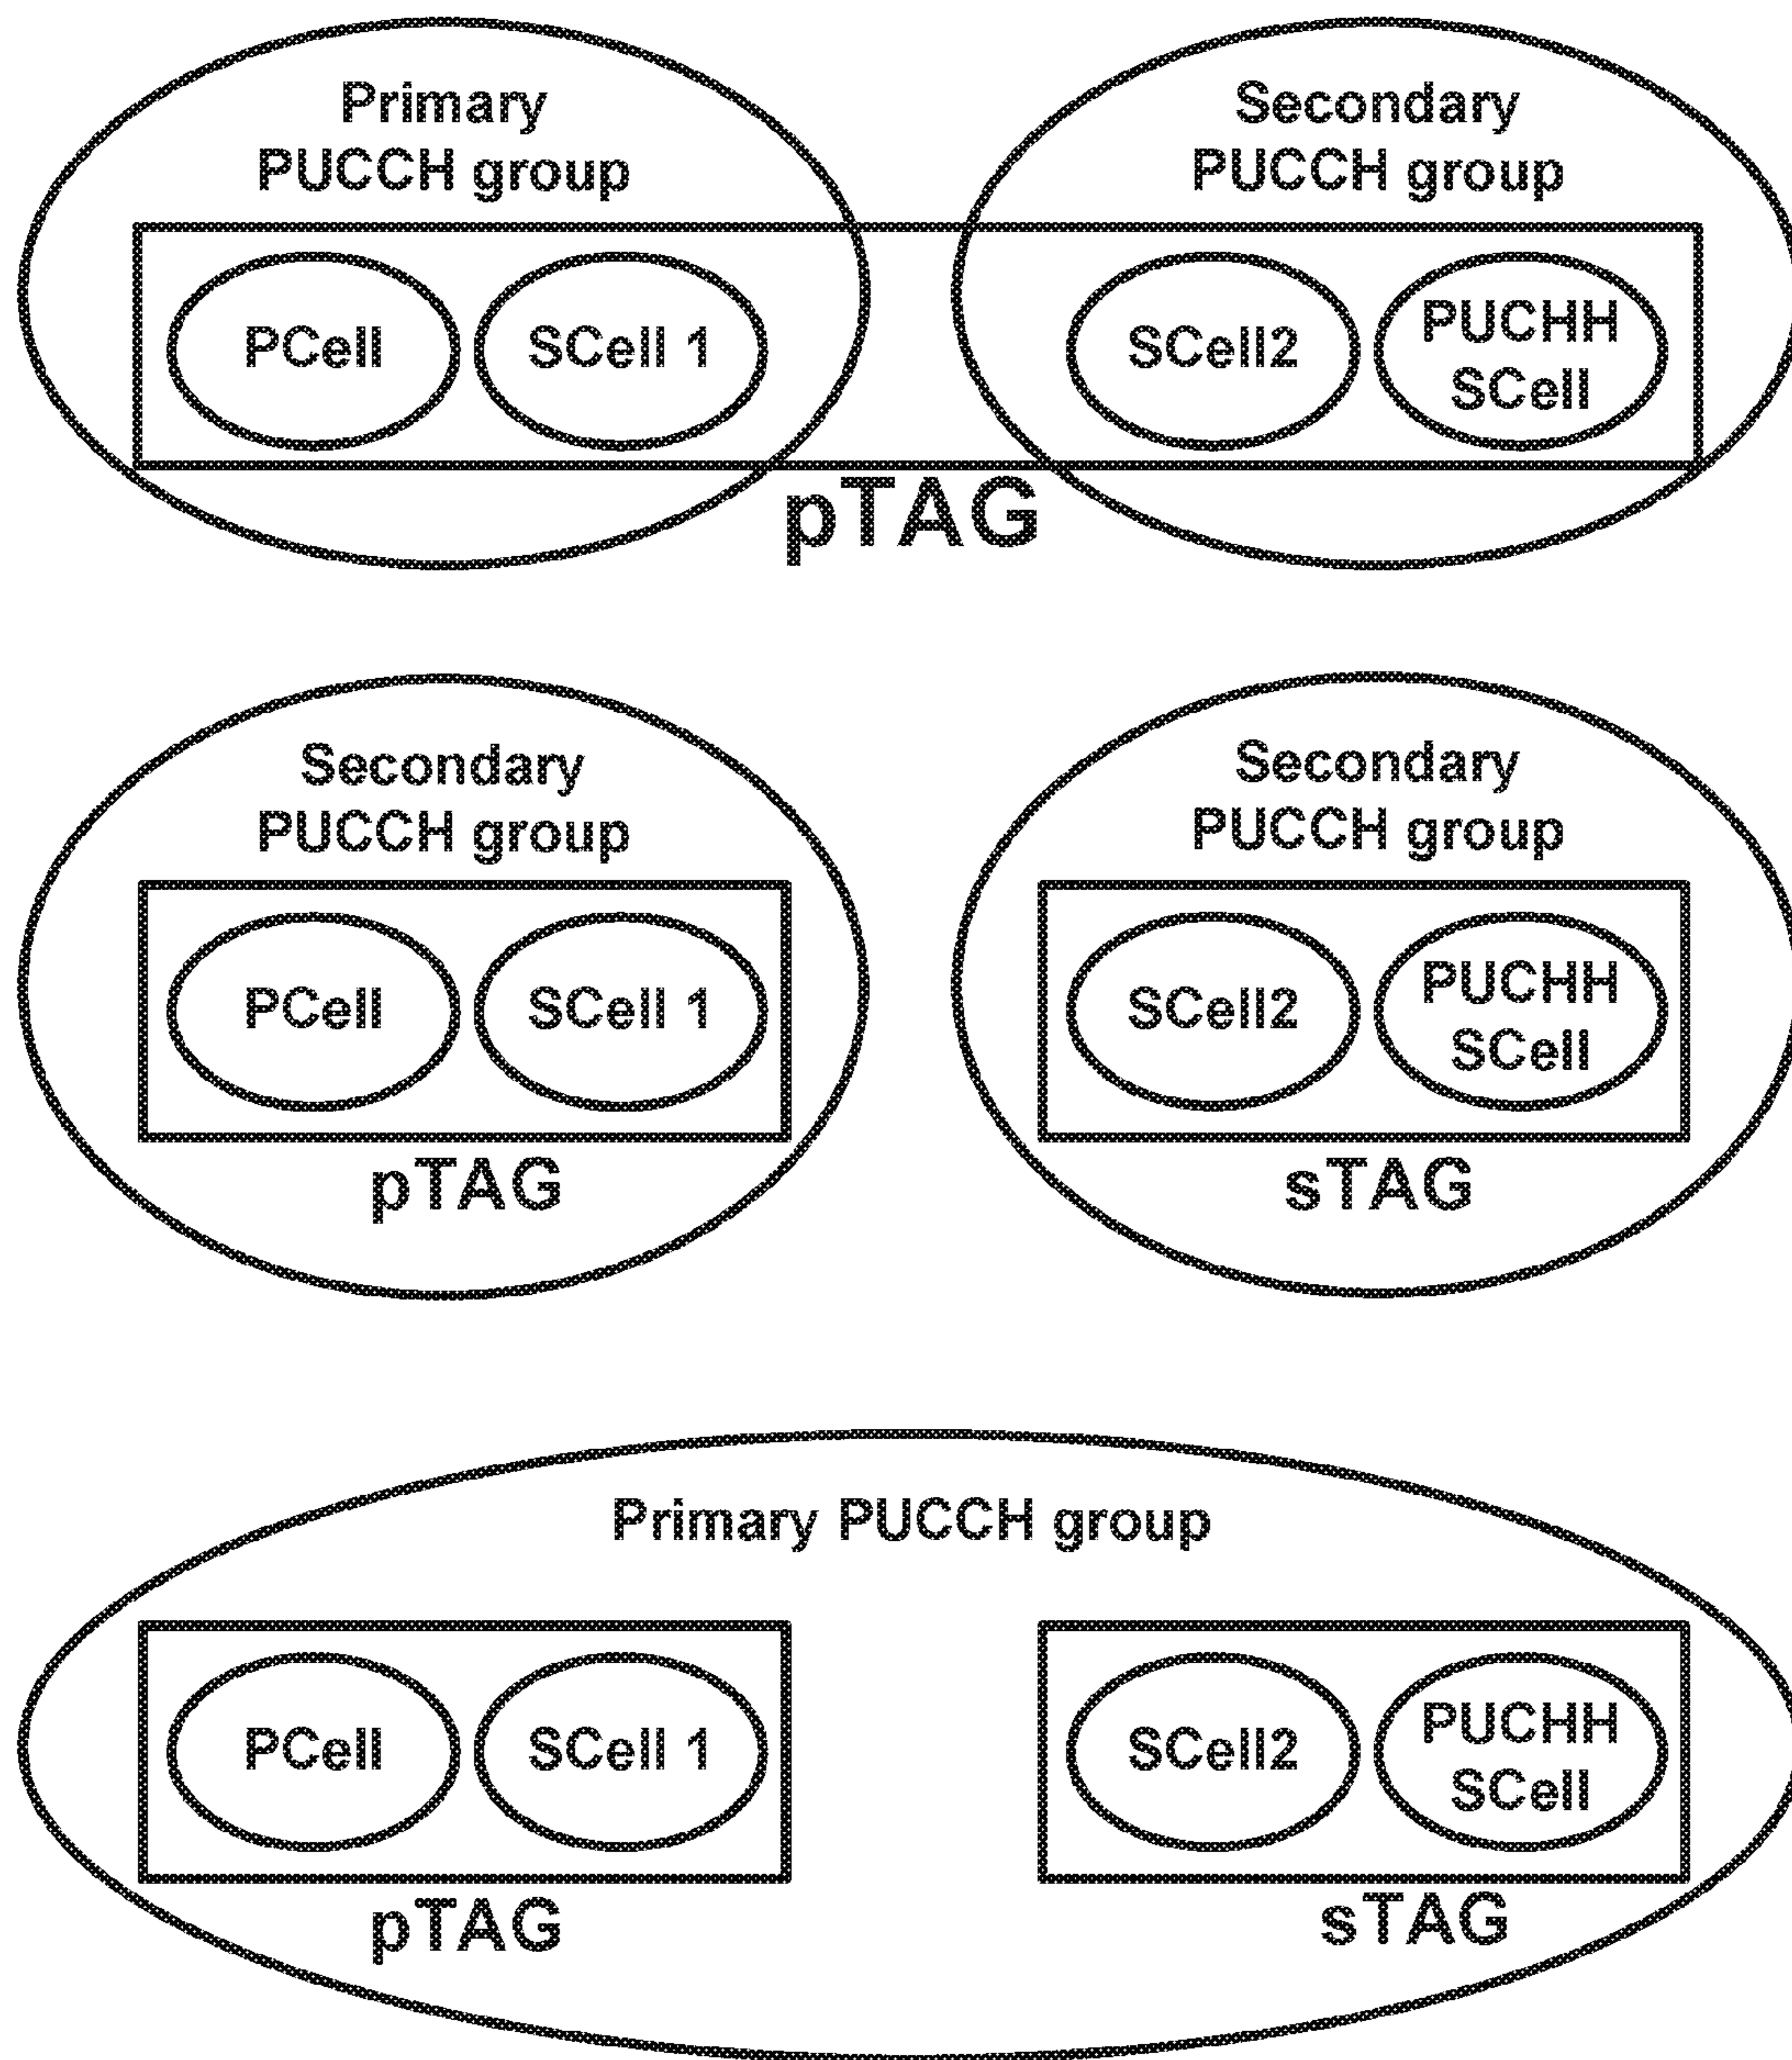 Primary
PUCCH group
Secondary
PUCCH group
PCell
SCell 1
SCell2
PUCHH
SCell
pTAG
Secondary
PUCCH group
Secondary
PUCCH group
PCell
SCell 1
SCell2
PUCHH
SCell
pTAG
sTAG
Primary PUCCH group
PCell
SCell 1
SCell2
PUCHH
SCell
pTAG
sTAG